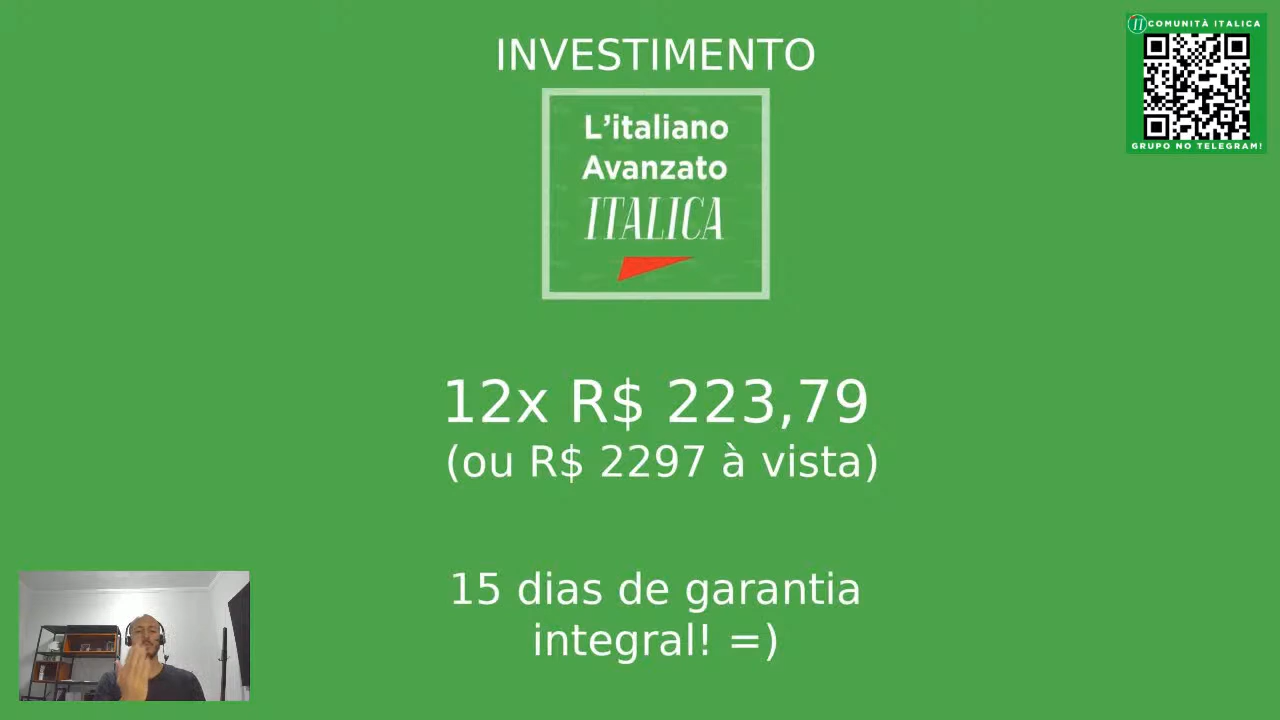 INVESTIMENTO
L'italiano
Avanzato
ITALICA
12x R$ 223,79
(ou R$ 2297 à vista)
15 dias de garantia
integral! =)
COMUNITÀ ITALICA
GRUPO NO TELEGRAM!